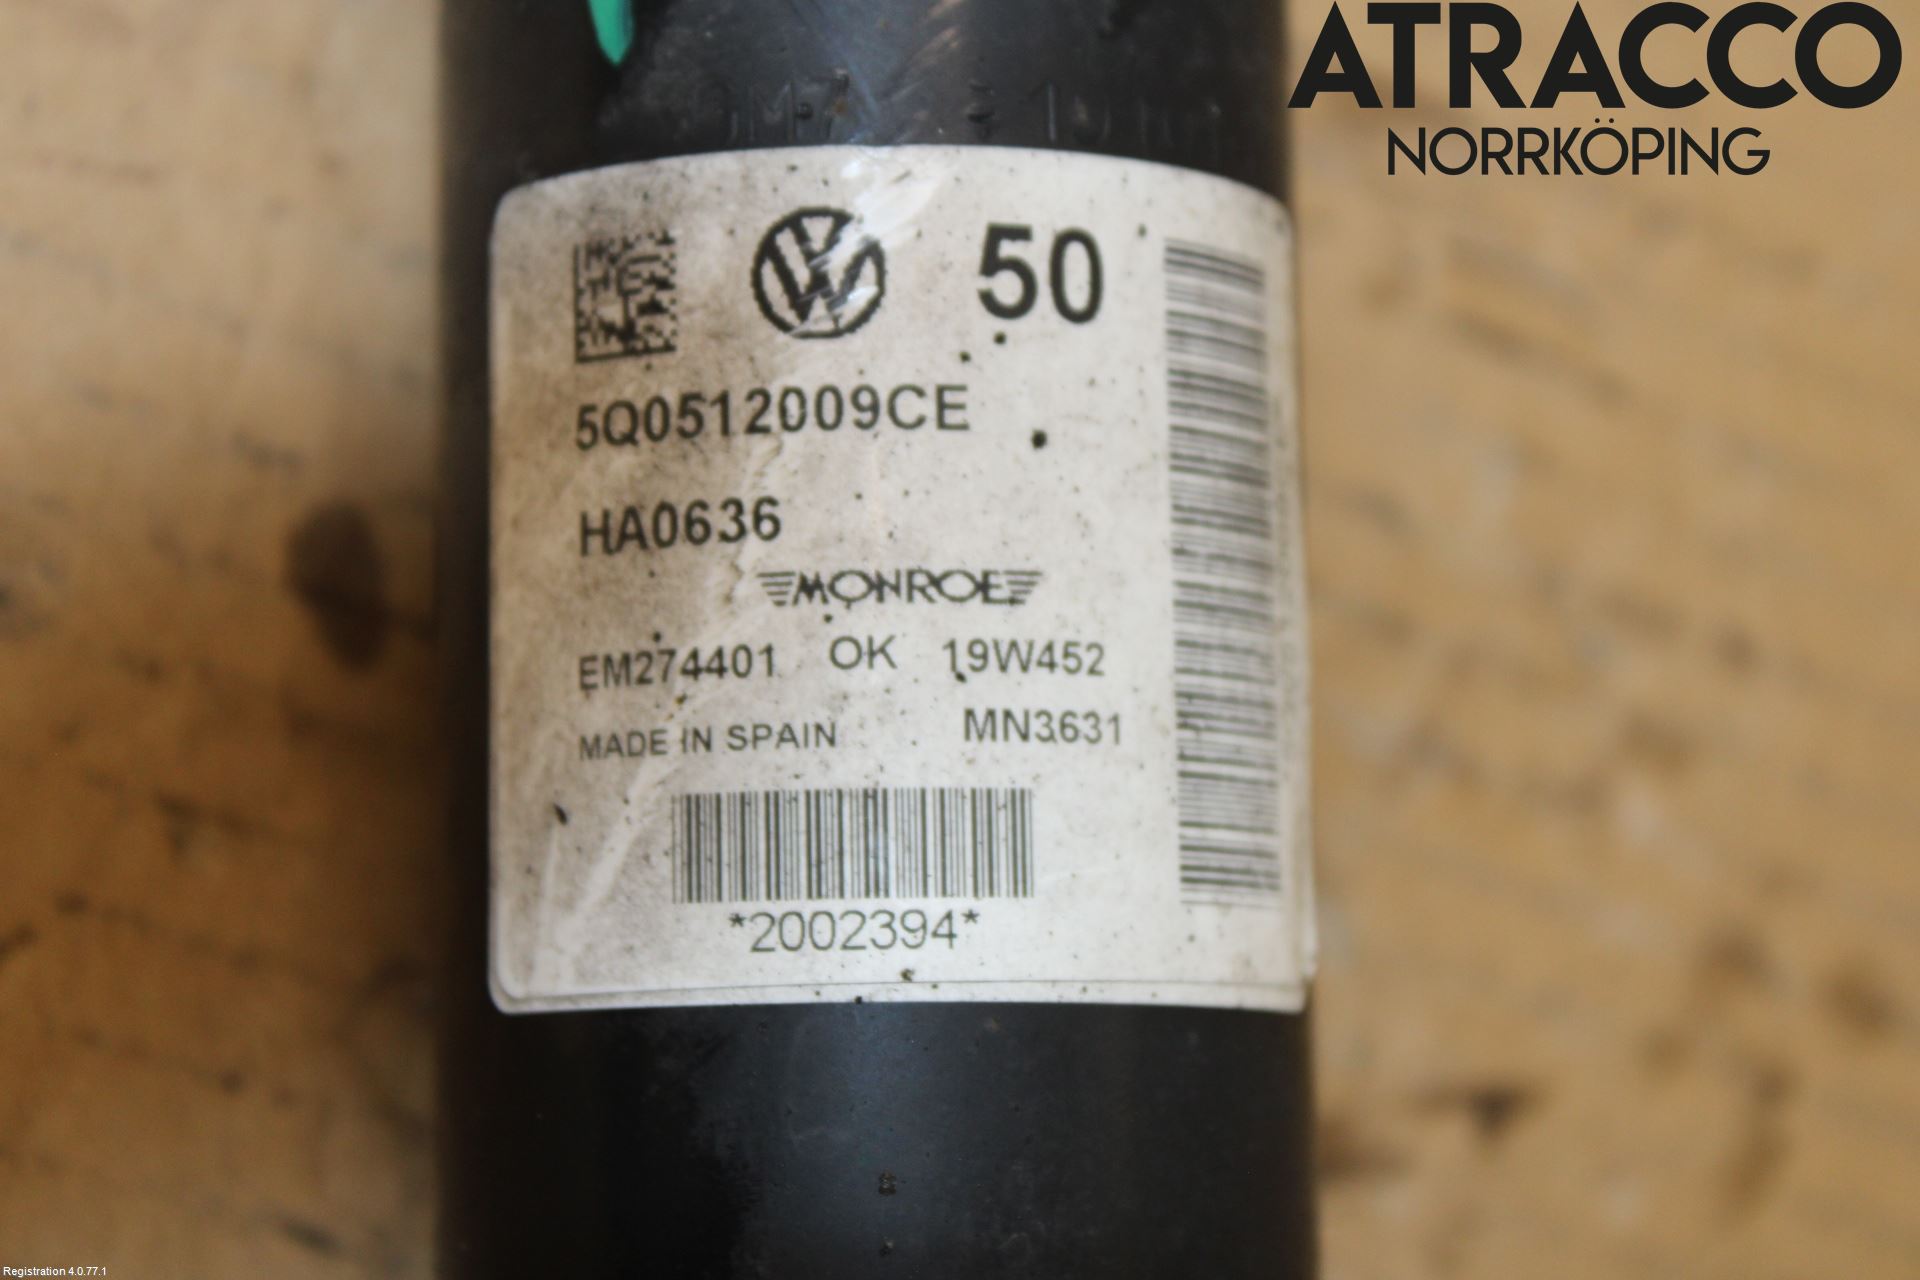 ATRACCO
NORRKÖPING
50
5Q0512009CE
HA0636
MONROE
EM274401 OK 19W452
MADE IN SPAIN MN3631
*2002394*
Registration 4.0.77.1